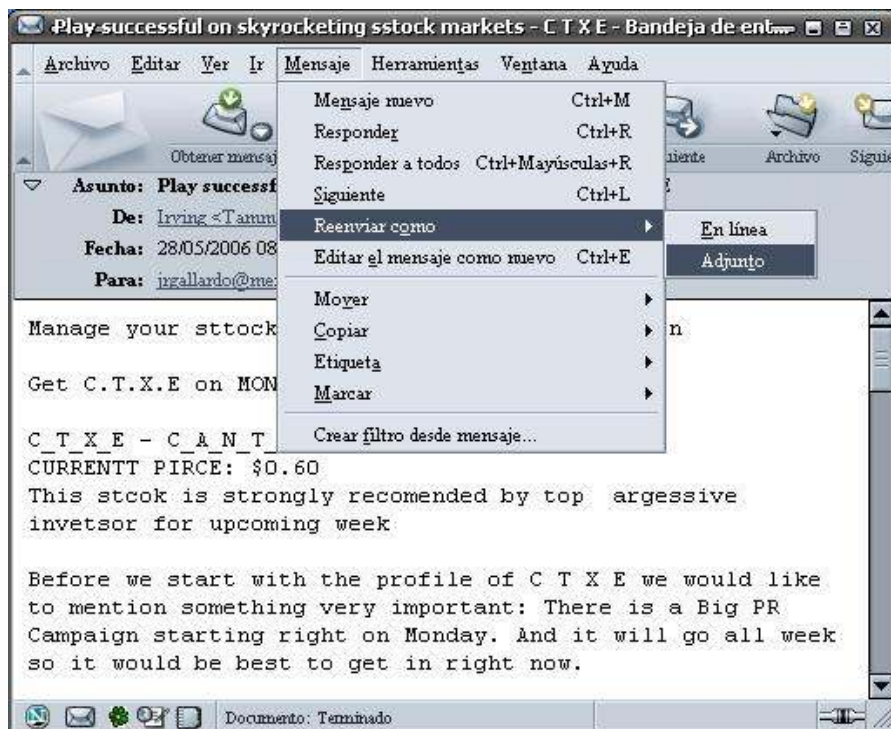 Play successful on skyrocketing sstock markets - C T X E - Bandeja de ent
Archivo Editar Ver Ir Mensaje Herramientas Ventana Ayuda
Mensaje nuevo Ctrl+M
Responder Ctrl+R
Responder a todos Ctrl+Mayúsculas+R
Siguiente Ctrl+L
Reenviar como
En línea
Adjunto
Editar el mensaje como nuevo Ctrl+E
Mover
Copiar
Etiqueta
Marcar
Crear filtro desde mensaje...
Obtener mensaj
uiente Archivo Siguie
Asunto: Play successf
De: Irving <Tamm
Fecha: 28/05/2006 08
Para: jrgallardo@me
Manage your sttock n
Get C.T.X.E on MON
C_T_X_E - C_A_N_T_
CURRENTT PIRCE: $0.60
This stcok is strongly recomended by top argessive
invetsor for upcoming week
Before we start with the profile of C T X E we would like
to mention something very important: There is a Big PR
Campaign starting right on Monday. And it will go all week
so it would be best to get in right now.
Documento: Terminado